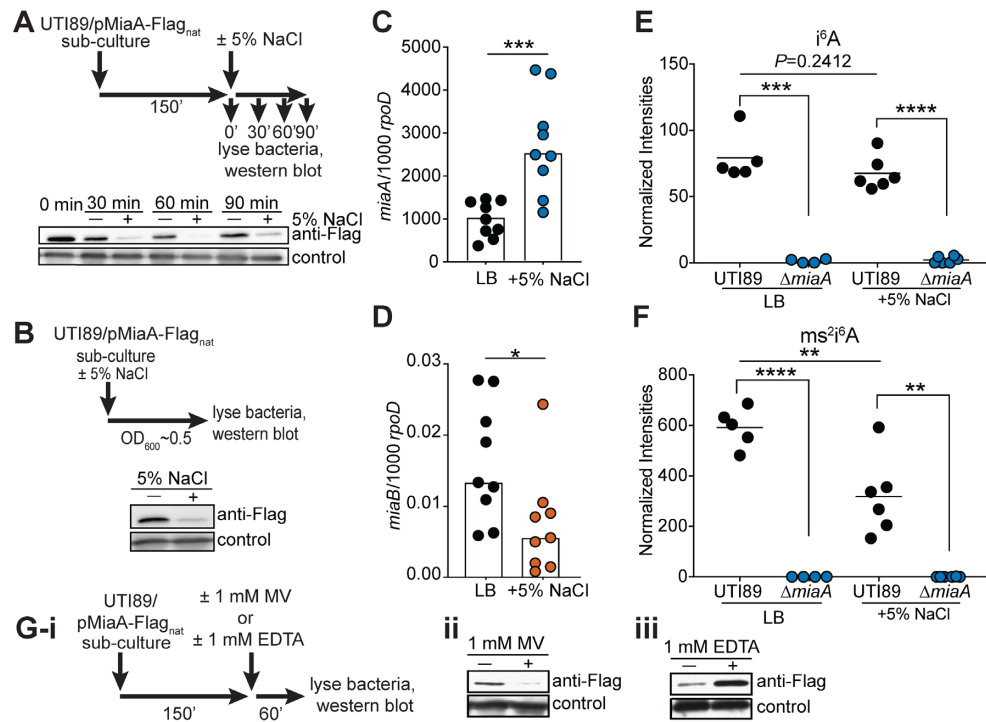 A
UTI89/pMiaA-Flagnat
sub-culture
± 5% NaCl
150'
0' 30' 60' 90'
lyse bacteria,
western blot
0 min 30 min 60 min 90 min
— + — + — + 5% NaCl
anti-Flag
control
B
UTI89/pMiaA-Flagnat
sub-culture
± 5% NaCl
OD600~0.5
lyse bacteria,
western blot
5% NaCl
— +
anti-Flag
control
C
miaA/1000 rpoD
5000
4000
3000
2000
1000
0
***
LB +5% NaCl
D
miaB/1000 rpoD
0.03
0.02
0.01
0.00
*
LB +5% NaCl
E
i⁶A
P=0.2412
*** ****
Normalized Intensities
150
100
50
0
UTI89 ΔmiaA UTI89 ΔmiaA
LB +5% NaCl
F
ms²i⁶A
**
**** **
Normalized Intensities
800
600
400
200
0
UTI89 ΔmiaA UTI89 ΔmiaA
LB +5% NaCl
G-i
UTI89/
pMiaA-Flagnat
sub-culture
± 1 mM MV
or
± 1 mM EDTA
150' 60'
lyse bacteria,
western blot
ii
1 mM MV
— +
anti-Flag
control
iii
1 mM EDTA
— +
anti-Flag
control